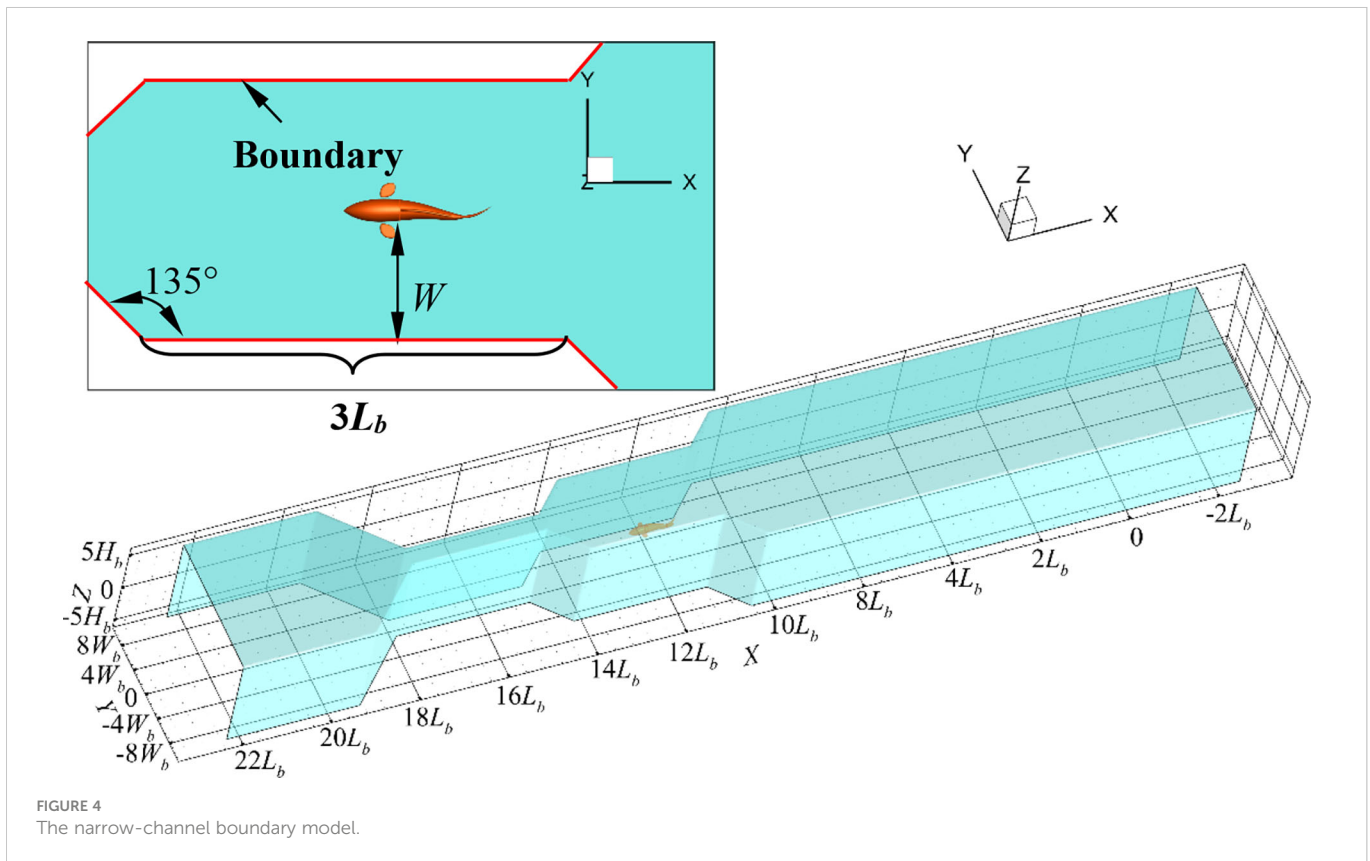 Boundary
Y
Z
X
135°
W
3L_b
Y
Z
X
5H_b
Z 0
-5H_b
8W_b
4W_b
0
Y
-4W_b
-8W_b
22L_b
20L_b
18L_b
16L_b
14L_b
12L_b
X
10L_b
8L_b
4L_b
2L_b
0
-2L_b
FIGURE 4
The narrow-channel boundary model.